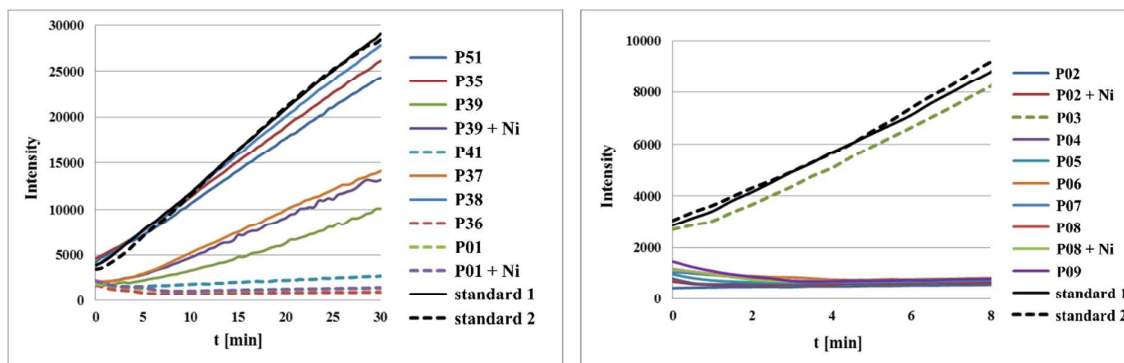 30000
25000
20000
15000
10000
5000
0
Intensity
0 5 10 15 20 25 30
t [min]
P51
P35
P39
P39 + Ni
P41
P37
P38
P36
P01
P01 + Ni
standard 1
standard 2
10000
8000
6000
4000
2000
0
Intensity
0 2 4 6 8
t [min]
P02
P02 + Ni
P03
P04
P05
P06
P07
P08
P08 + Ni
P09
standard 1
standard 2